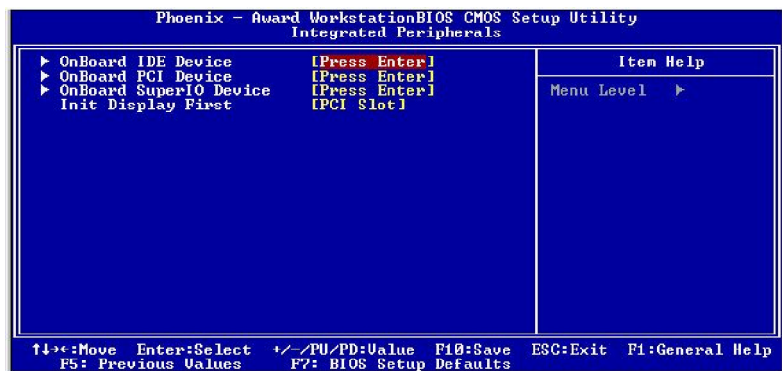 Phoenix - Award WorkstationBIOS CMOS Setup Utility
Integrated Peripherals
▶ OnBoard IDE Device [Press Enter]
▶ OnBoard PCI Device [Press Enter]
▶ OnBoard SuperIO Device [Press Enter]
Init Display First [PCI Slot]
Item Help
Menu Level ▶
↑↓→←:Move Enter:Select +/-/PU/PD:Value F10:Save ESC:Exit F1:General Help
F5: Previous Values F7: BIOS Setup Defaults